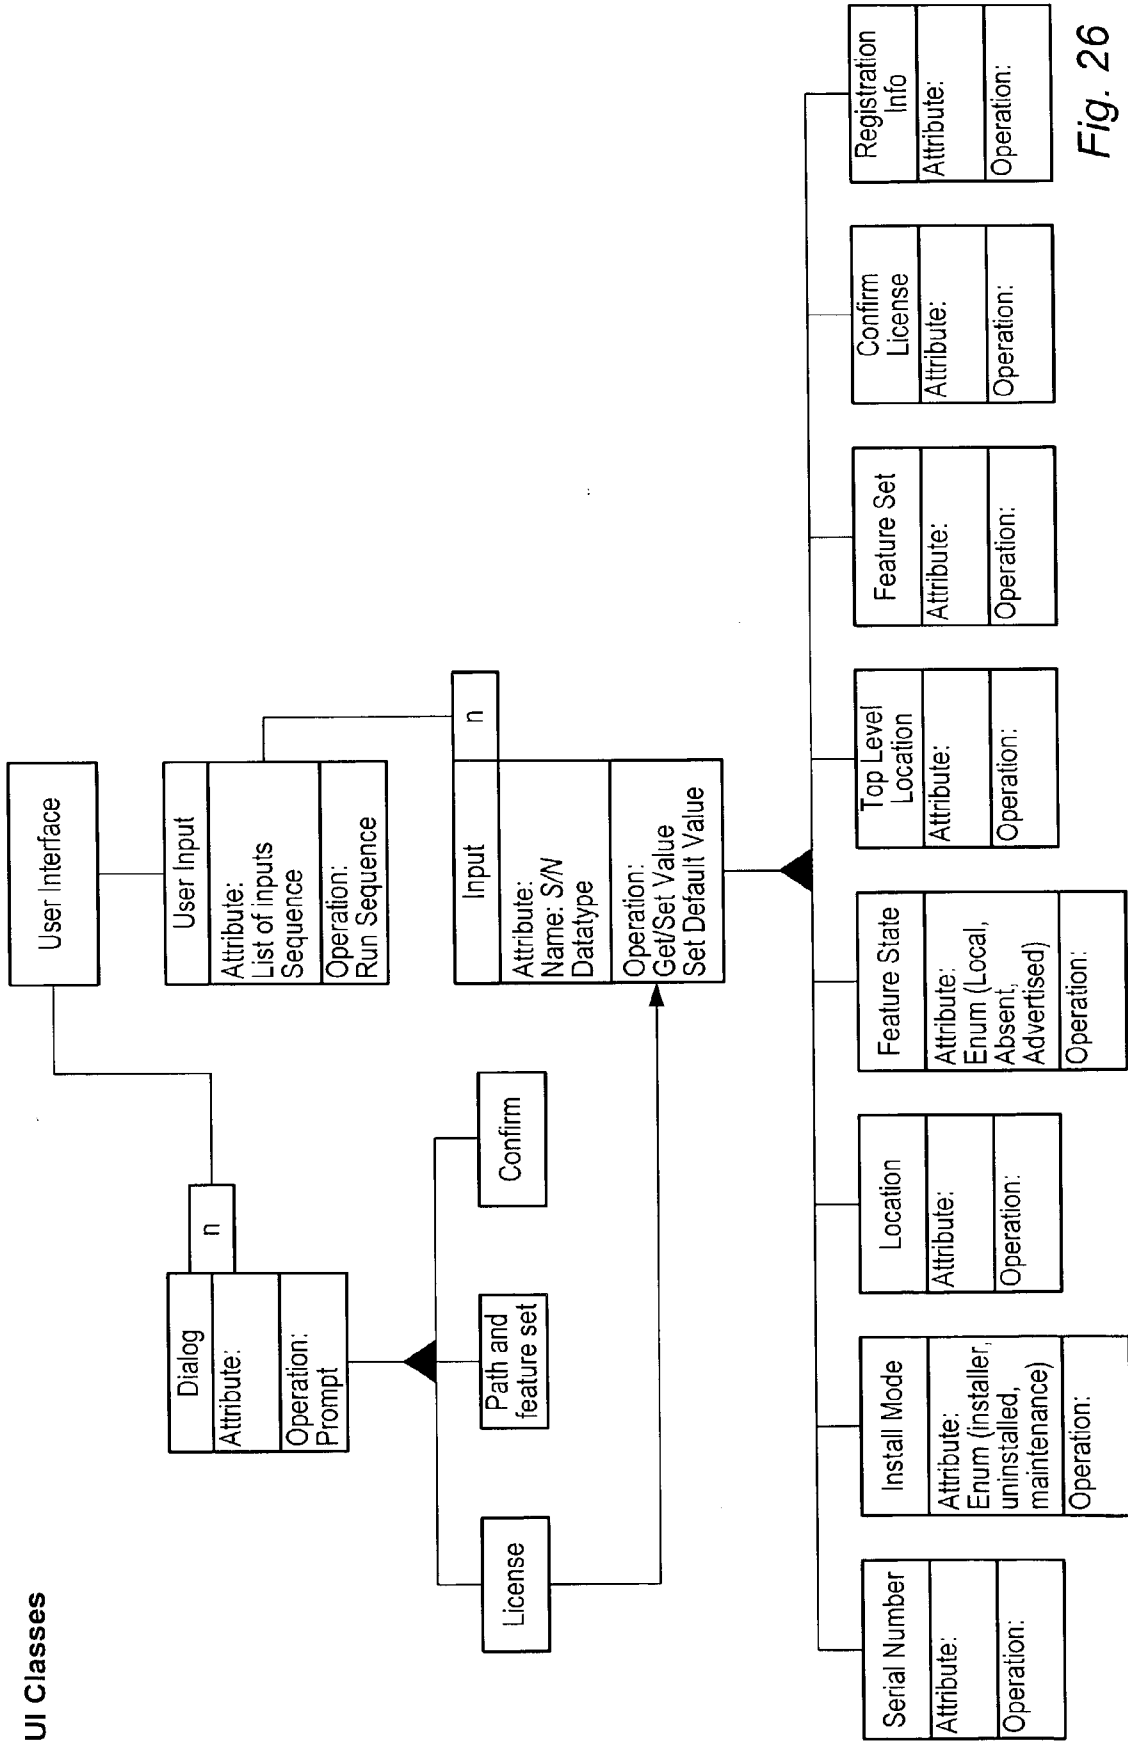 UI Classes
User Interface
User Input
Attribute:
List of Inputs
Sequence
Operation:
Run Sequence
n
Dialog
Attribute:
Operation:
Prompt
n
Input
Attribute:
Name: S/N
Datatype
Operation:
Get/Set Value
Set Default Value
License
Path and
feature set
Confirm
Serial Number
Attribute:
Operation:
Install Mode
Attribute:
Enum (installer,
uninstalled,
maintenance)
Operation:
Location
Attribute:
Operation:
Feature State
Attribute:
Enum (Local,
Absent,
Advertised)
Operation:
Top Level
Location
Attribute:
Operation:
Feature Set
Attribute:
Operation:
Confirm
License
Attribute:
Operation:
Registration
Info
Attribute:
Operation:
Fig. 26